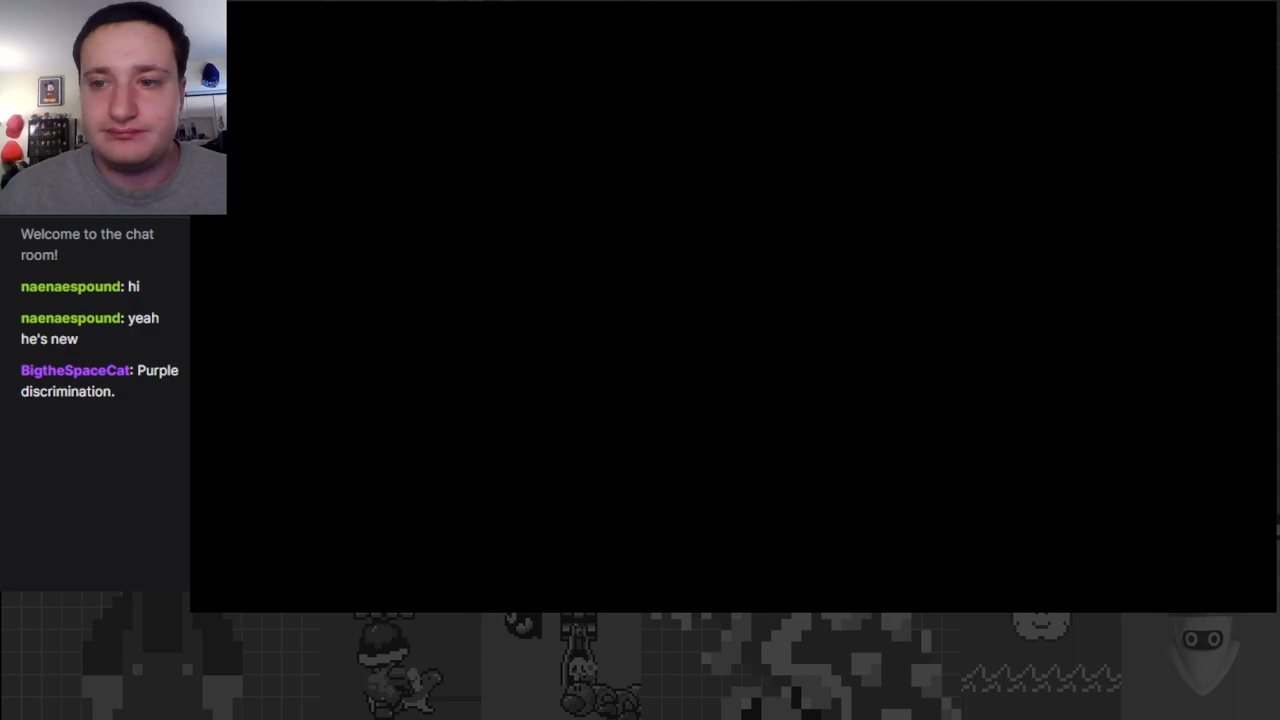 Welcome to the chat
room!
naenaespound: hi
naenaespound: yeah
he's new
BigtheSpaceCat: Purple
discrimination.